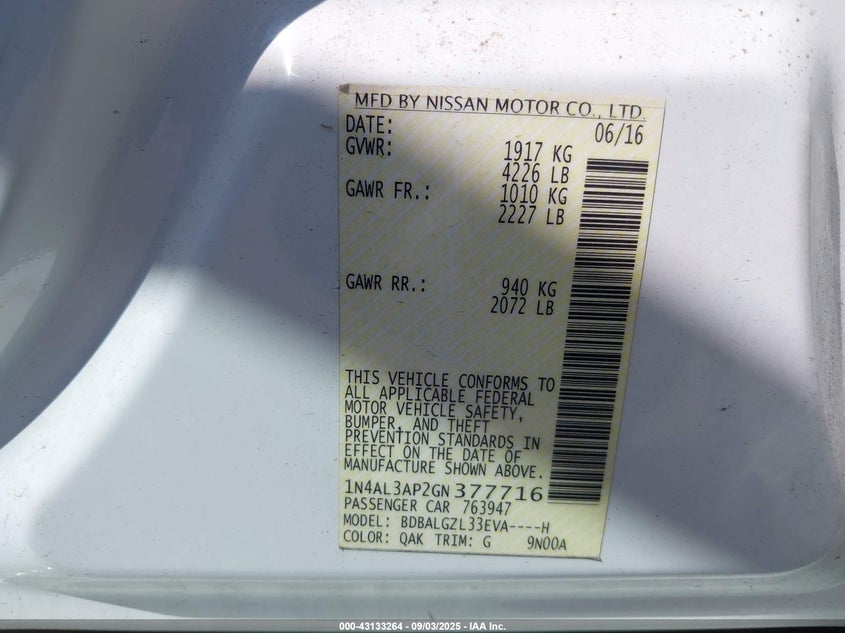 MFD BY NISSAN MOTOR CO., LTD.
DATE: 06/16
GVWR: 1917 KG
4226 LB
GAWR FR.: 1010 KG
2227 LB
GAWR RR.: 940 KG
2072 LB
THIS VEHICLE CONFORMS TO
ALL APPLICABLE FEDERAL
MOTOR VEHICLE SAFETY,
BUMPER, AND THEFT
PREVENTION STANDARDS IN
EFFECT ON THE DATE OF
MANUFACTURE SHOWN ABOVE.
1N4AL3AP2GN377716
PASSENGER CAR 763947
MODEL: BDBALGZL33EVA----H
COLOR: QAK TRIM: G 9N00A
000-43133264 - 09/03/2025 - IAA Inc.